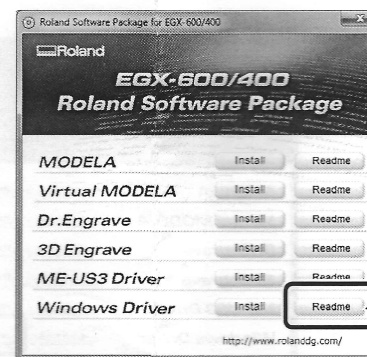 Roland Software Package for EGX-600/400
Roland
EGX-600/400
Roland Software Package
MODELA Install Readme
Virtual MODELA Install Readme
Dr.Engrave Install Readme
3D Engrave Install Readme
ME-US3 Driver Install Readme
Windows Driver Install Readme
http://www.rolanddg.com/